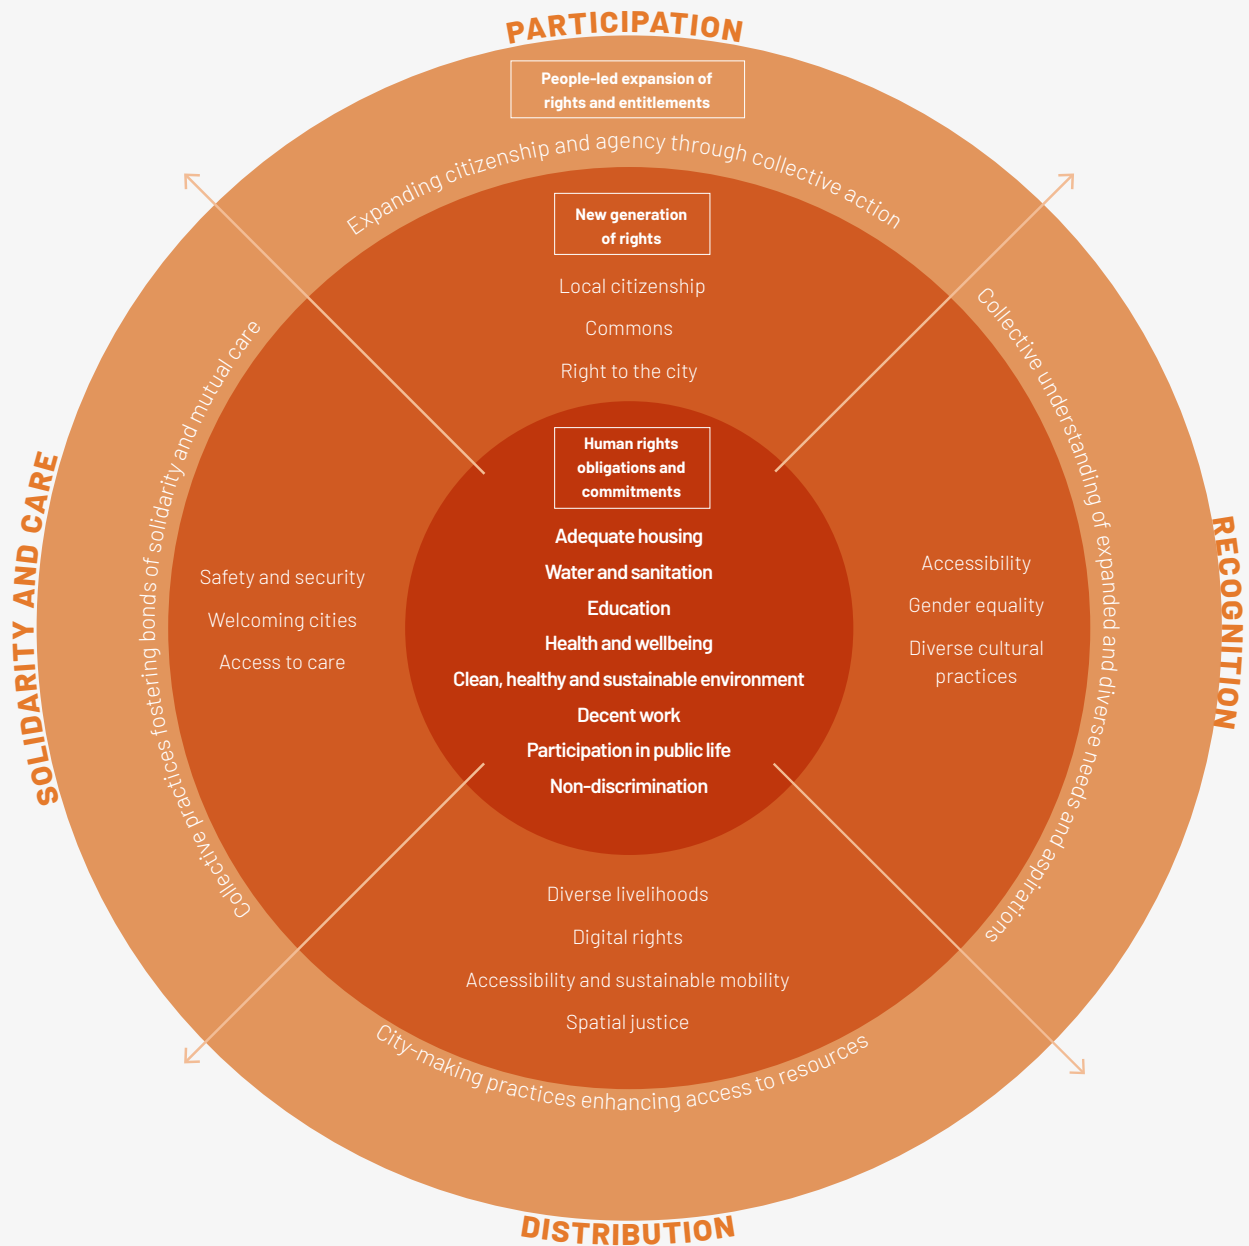 PARTICIPATION
People-led expansion of
rights and entitlements
Expanding citizenship and agency through collective action
New generation
of rights
Local citizenship
Commons
Right to the city
Human rights
obligations and
commitments
Adequate housing
Water and sanitation
Education
Health and wellbeing
Clean, healthy and sustainable environment
Decent work
Participation in public life
Non-discrimination
SOLIDARITY AND CARE
Collective practices fostering bonds of solidarity and mutual care
Safety and security
Welcoming cities
Access to care
Accessibility
Gender equality
Diverse cultural
practices
Collective understanding of expanded and diverse needs and aspirations
RECOGNITION
Diverse livelihoods
Digital rights
Accessibility and sustainable mobility
Spatial justice
City-making practices enhancing access to resources
DISTRIBUTION